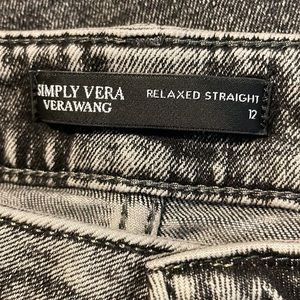 SIMPLY VERA
VERAWANG
RELAXED STRAIGHT
12